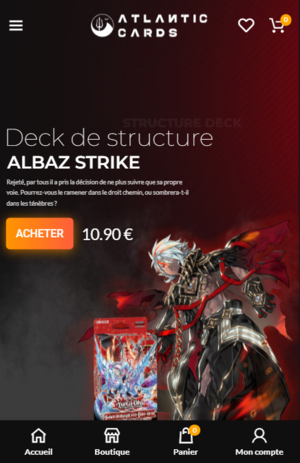 ATLANTIC
CARDS
0
STRUCTURE DECK
Deck de structure
ALBAZ STRIKE
Rejeté, par tous il a pris la décision de ne plus suivre que sa propre
voie. Pourrez-vous le ramener dans le droit chemin, ou sombrera-t-il
dans les ténèbres ?
ACHETER 10.90 €
0
Accueil Boutique Panier Mon compte